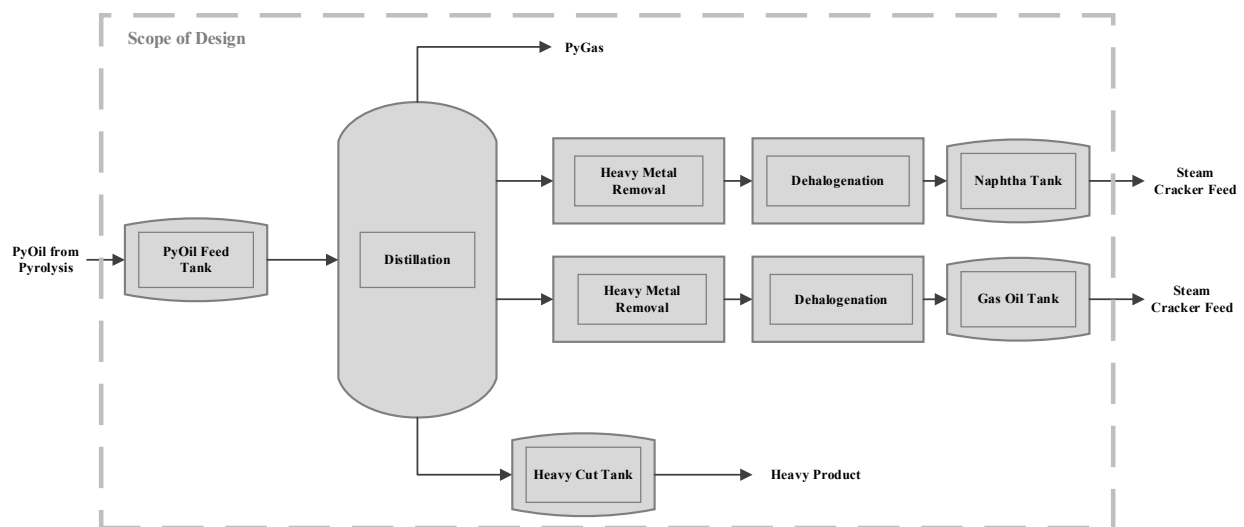 Scope of Design
PyGas
Heavy Metal
Removal
Dehalogenation
Naphtha Tank
Steam
Cracker Feed
PyOil from
Pyrolysis
PyOil Feed
Tank
Distillation
Heavy Metal
Removal
Dehalogenation
Gas Oil Tank
Steam
Cracker Feed
Heavy Cut Tank
Heavy Product